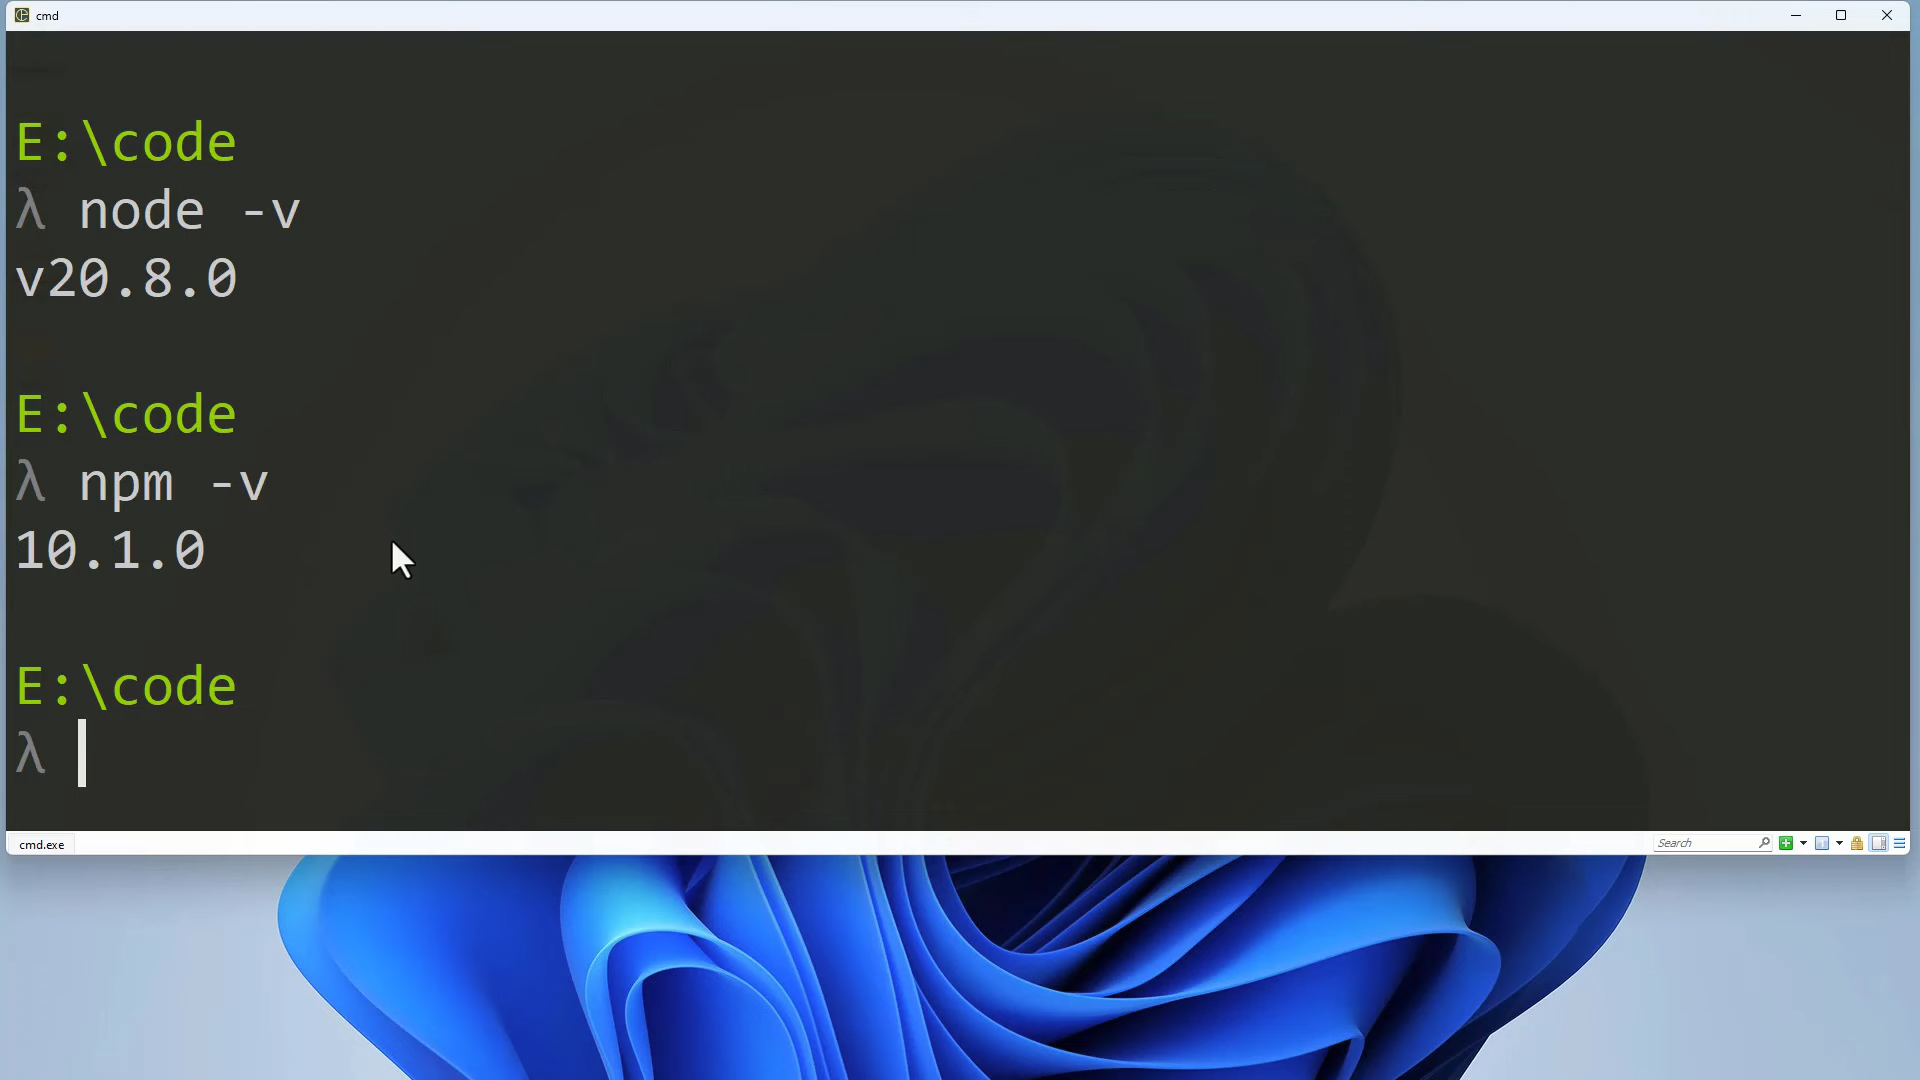 cmd
E:\code
λ node -v
v20.8.0
E:\code
λ npm -v
10.1.0
E:\code
λ
cmd.exe
Search